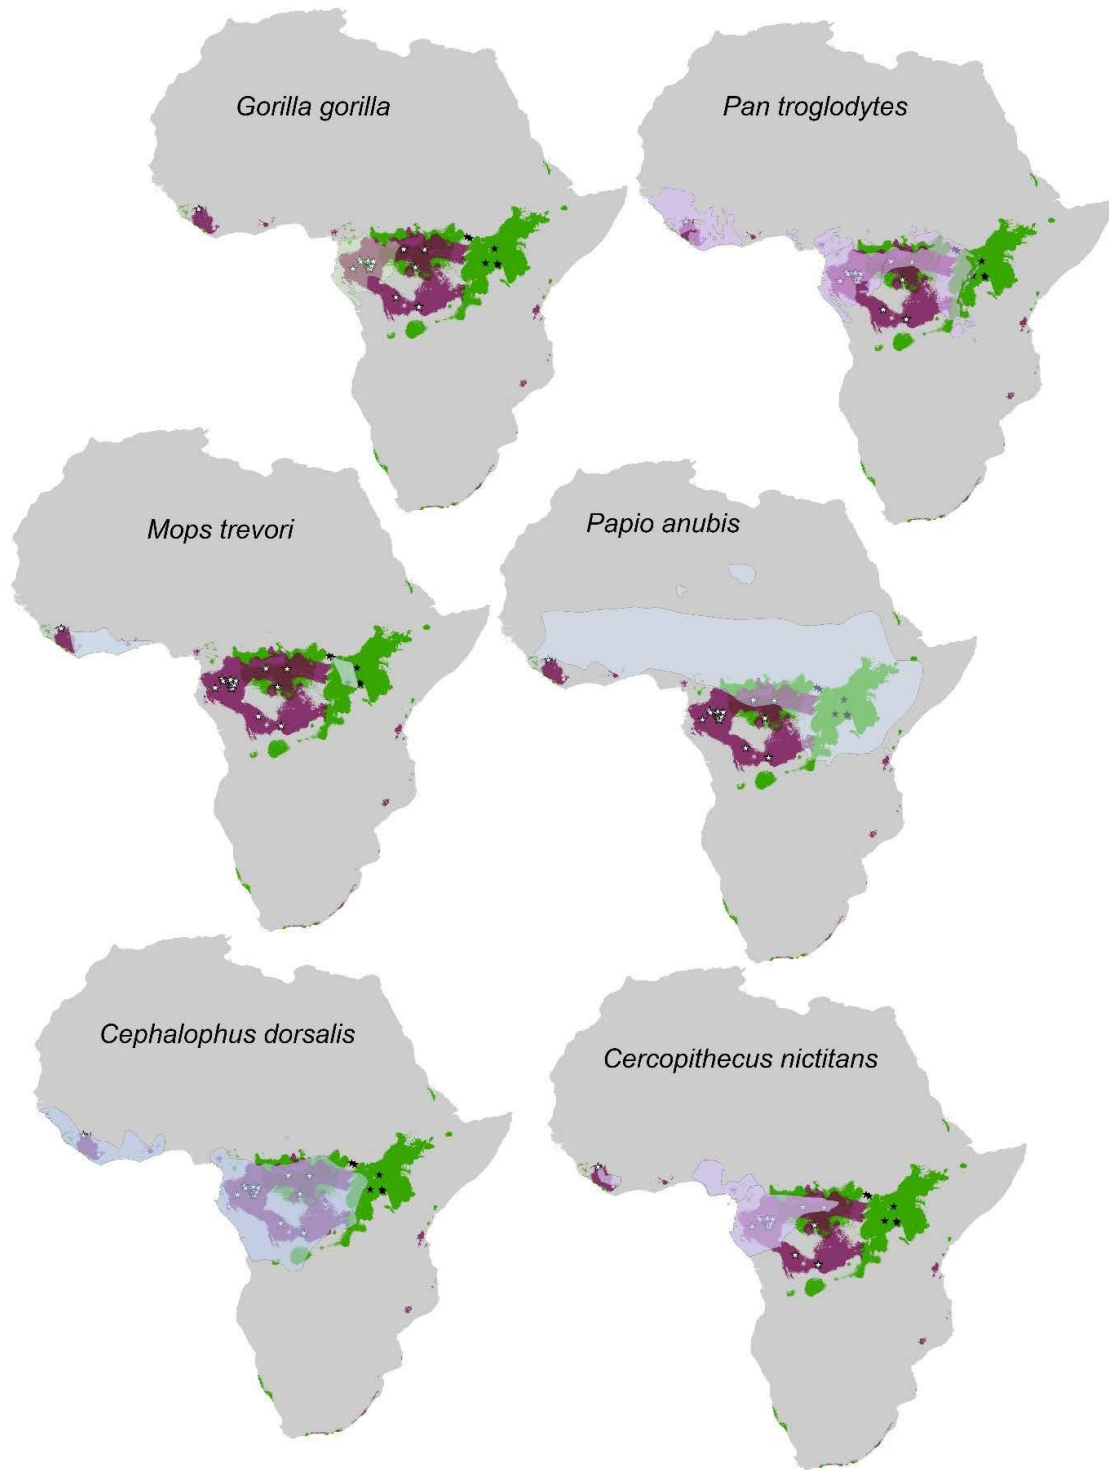 Gorilla gorilla
Pan troglodytes
Mops trevori
Papio anubis
Cephalophus dorsalis
Cercopithecus nictitans